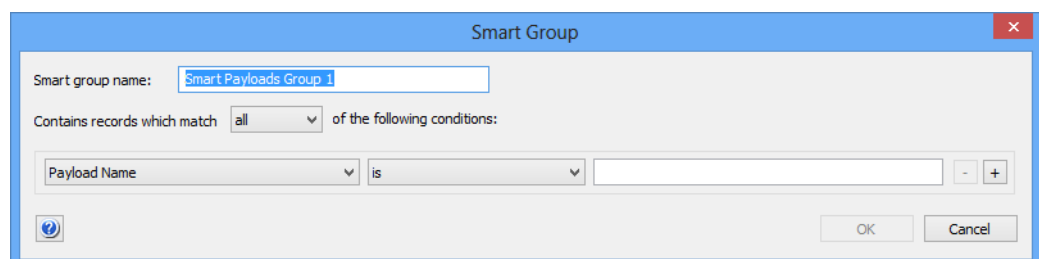 Smart Group
Smart group name: Smart Payloads Group 1
Contains records which match all of the following conditions:
Payload Name is - +
OK Cancel